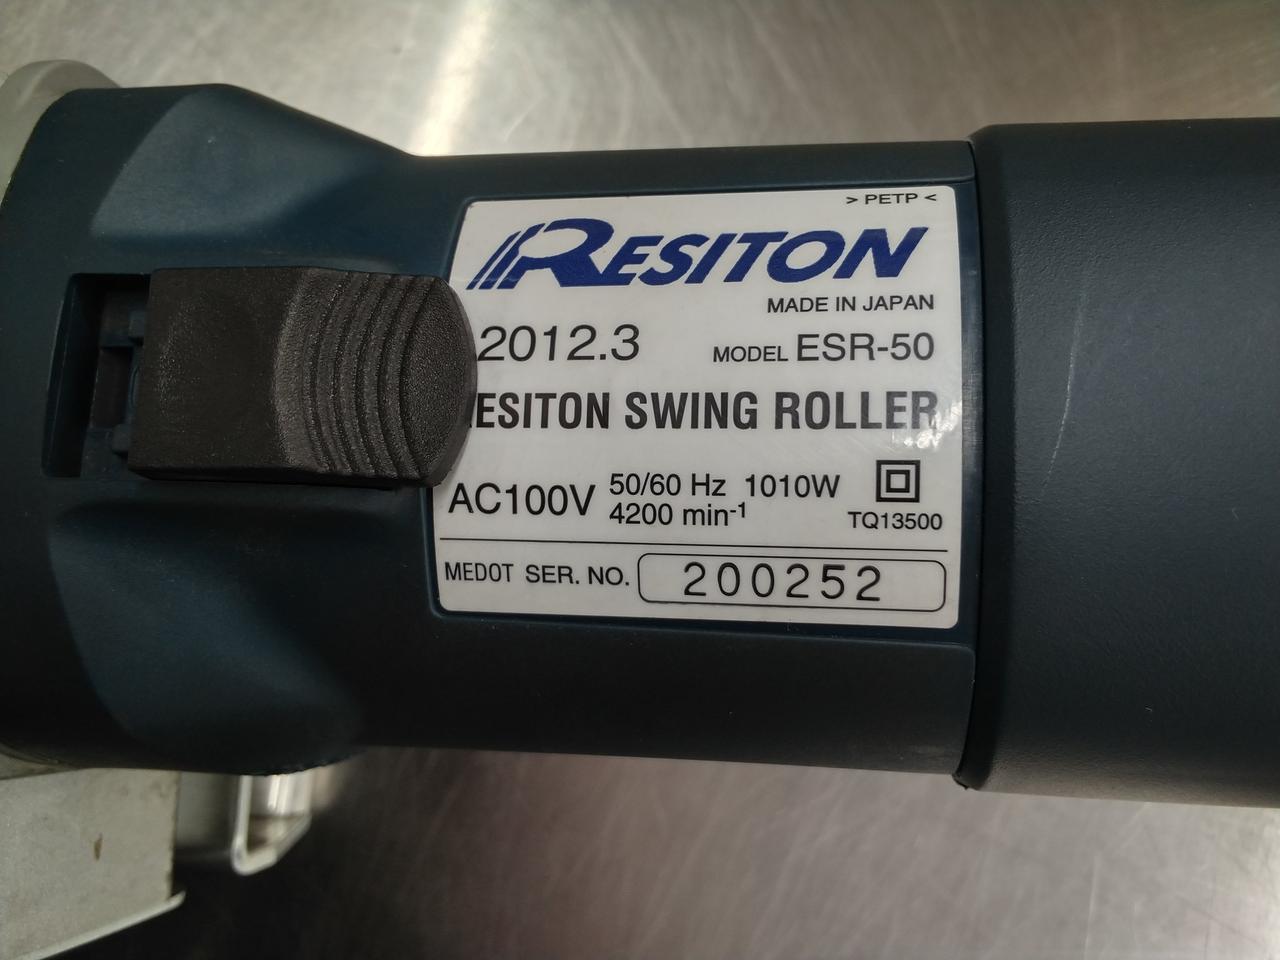 > PETP <
RESITON
MADE IN JAPAN
2012.3 MODEL ESR-50
ESITON SWING ROLLER
AC100V 50/60 Hz 1010W
4200 min-1
TQ13500
MEDOT SER. NO. 200252